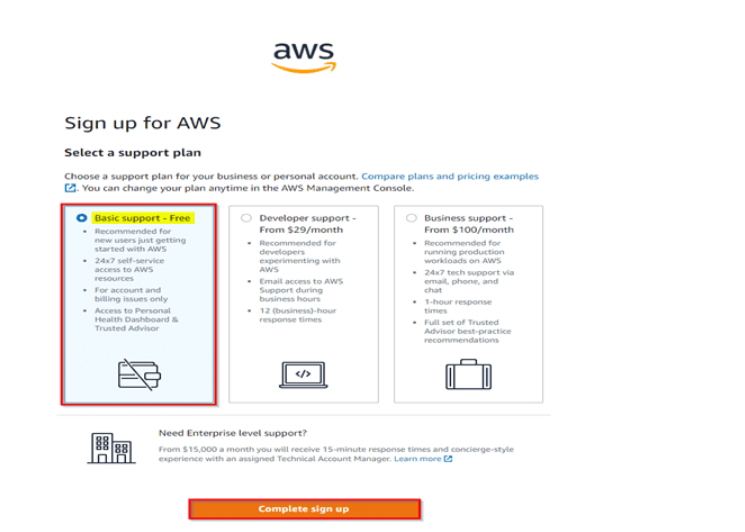 aws
Sign up for AWS
Select a support plan
Choose a support plan for your business or personal account. Compare plans and pricing examples
. You can change your plan anytime in the AWS Management Console.
Basic support - Free
Recommended for
new users just getting
started with AWS
24x7 self-service
access to AWS
resources
For account and
billing issues only
Access to Personal
Health Dashboard &
Trusted Advisor
Developer support -
From $29/month
Recommended for
developers
experimenting with
AWS
Email access to AWS
Support during
business hours
12 (business)-hour
response times
</>
Business support -
From $100/month
Recommended for
running production
workloads on AWS
24x7 tech support via
email, phone, and
chat
1-hour response
times
Full set of Trusted
Advisor best-practice
recommendations
Need Enterprise level support?
From $15,000 a month you will receive 15-minute response times and concierge-style
experience with an assigned Technical Account Manager. Learn more
Complete sign up